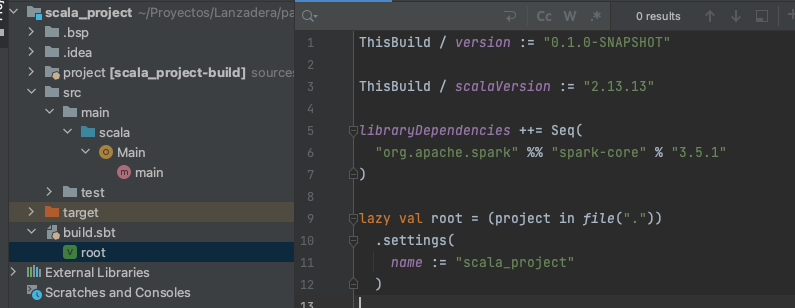 scala_project ~/Proyectos/Lanzadera/pa
.bsp
.idea
project [scala_project-build] sources
src
main
scala
Main
main
test
target
build.sbt
root
External Libraries
Scratches and Consoles
Cc W .* 0 results
1 ThisBuild / version := "0.1.0-SNAPSHOT"
2
3 ThisBuild / scalaVersion := "2.13.13"
4
5 libraryDependencies ++= Seq(
6 "org.apache.spark" %% "spark-core" % "3.5.1"
7 )
8
9 lazy val root = (project in file("."))
10 .settings(
11 name := "scala_project"
12 )
13